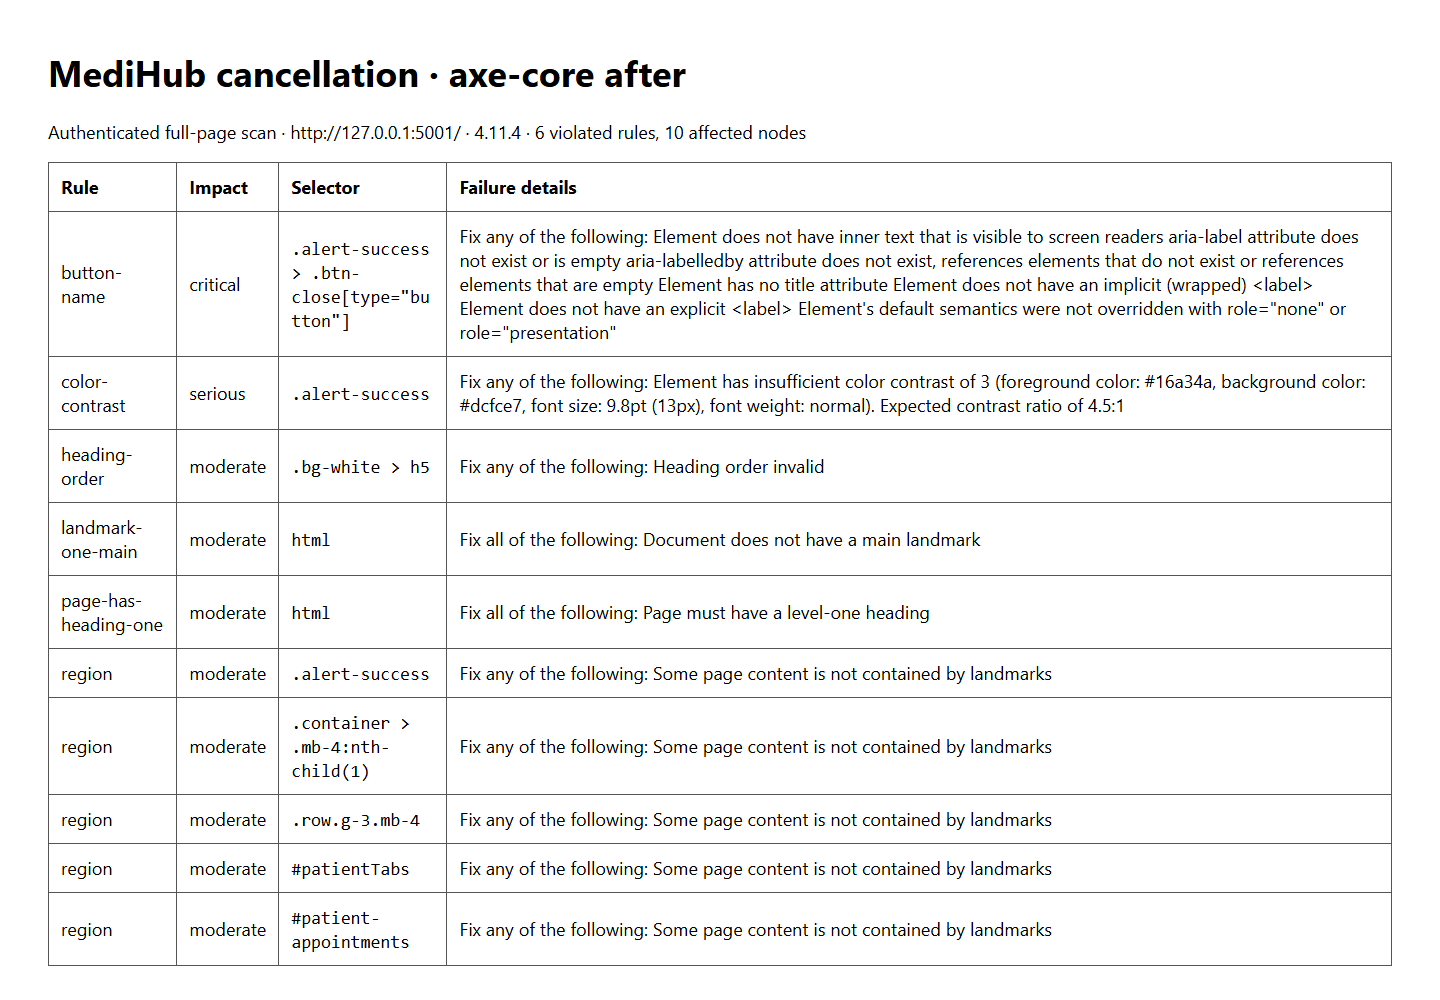 MediHub cancellation · axe-core after
Authenticated full-page scan · http://127.0.0.1:5001/ · 4.11.4 · 6 violated rules, 10 affected nodes
Rule Impact Selector Failure details
button-
name
critical
.alert-success
> .btn-
close[type="bu
tton"]
Fix any of the following: Element does not have inner text that is visible to screen readers aria-label attribute does
not exist or is empty aria-labelledby attribute does not exist, references elements that do not exist or references
elements that are empty Element has no title attribute Element does not have an implicit (wrapped) <label>
Element does not have an explicit <label> Element's default semantics were not overridden with role="none" or
role="presentation"
color-
contrast
serious
.alert-success
Fix any of the following: Element has insufficient color contrast of 3 (foreground color: #16a34a, background color:
#dcfce7, font size: 9.8pt (13px), font weight: normal). Expected contrast ratio of 4.5:1
heading-
order
moderate
.bg-white > h5
Fix any of the following: Heading order invalid
landmark-
one-main
moderate
html
Fix all of the following: Document does not have a main landmark
page-has-
heading-one
moderate
html
Fix all of the following: Page must have a level-one heading
region
moderate
.alert-success
Fix any of the following: Some page content is not contained by landmarks
region
moderate
.container >
.mb-4:nth-
child(1)
Fix any of the following: Some page content is not contained by landmarks
region
moderate
.row.g-3.mb-4
Fix any of the following: Some page content is not contained by landmarks
region
moderate
#patientTabs
Fix any of the following: Some page content is not contained by landmarks
region
moderate
#patient-
appointments
Fix any of the following: Some page content is not contained by landmarks